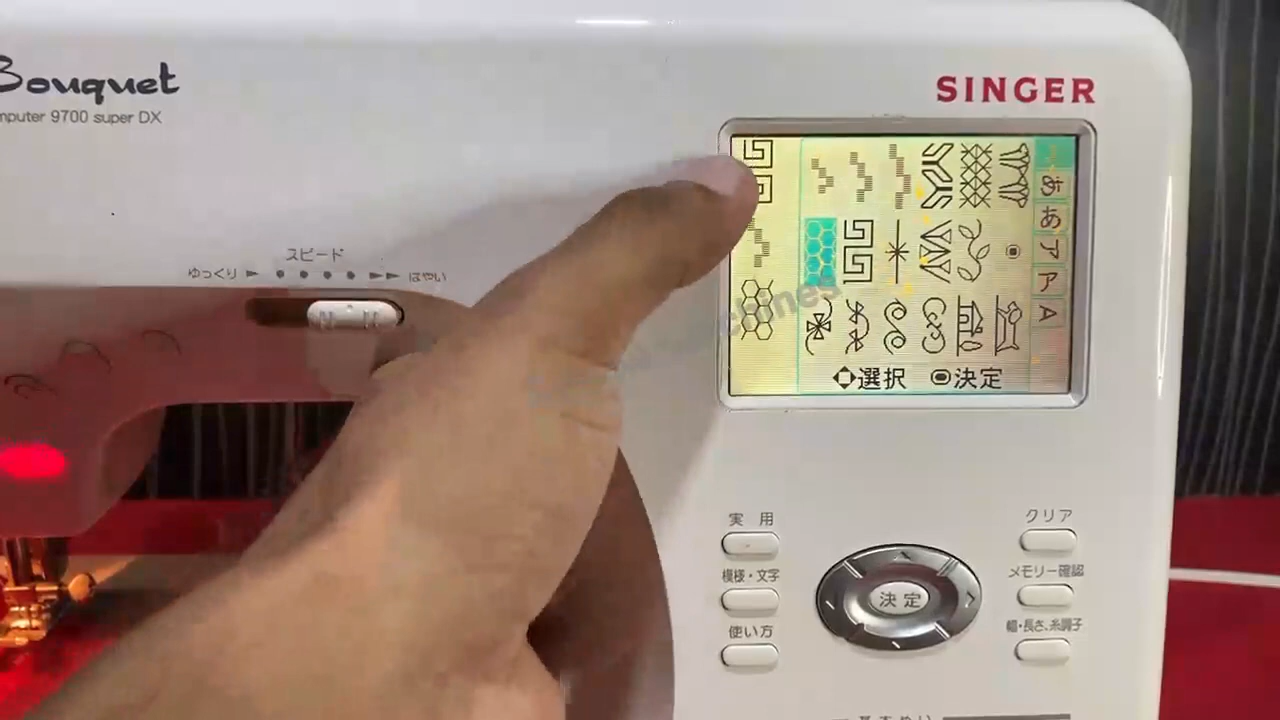 Bouquet
mputer 9700 super DX
SINGER
スピード
ゆっくり
はやい
あ
あ
ア
ア
A
選択
決定
実用
模様・文字
使い方
決定
クリア
メモリー確認
幅・長さ、糸調子
chines